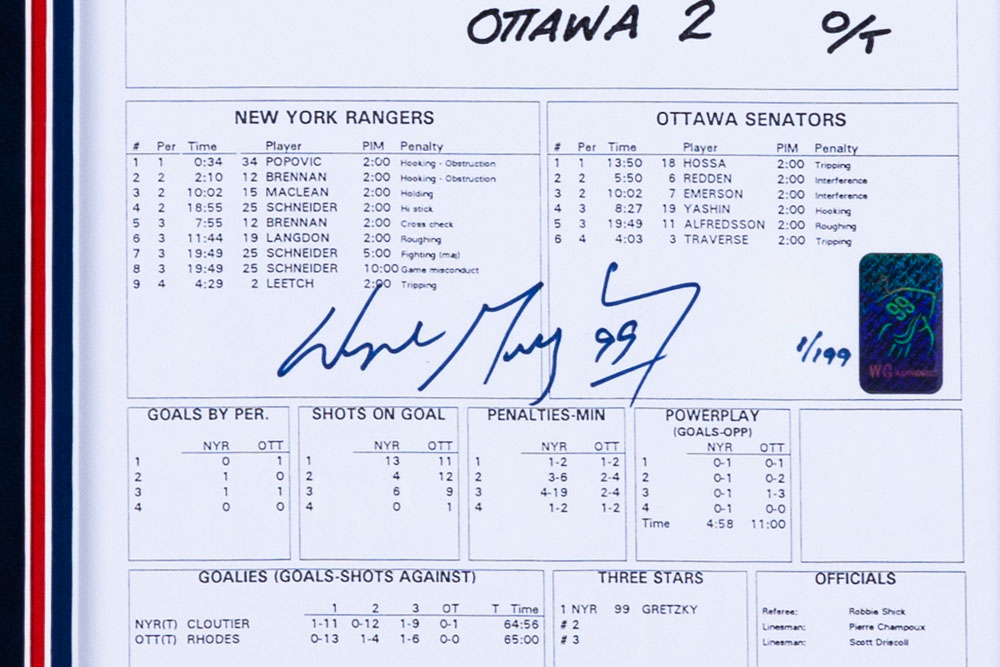 OTTAWA 2 O/T
NEW YORK RANGERS
# Per Time Player PIM Penalty
1 1 0:34 34 POPOVIC 2:00 Hooking - Obstruction
2 2 2:10 12 BRENNAN 2:00 Hooking - Obstruction
3 2 10:02 15 MACLEAN 2:00 Holding
4 2 18:55 25 SCHNEIDER 2:00 Hi stick
5 3 7:55 12 BRENNAN 2:00 Cross check
6 3 11:44 19 LANGDON 2:00 Roughing
7 3 19:49 25 SCHNEIDER 5:00 Fighting (maj)
8 3 19:49 25 SCHNEIDER 10:00 Game misconduct
9 4 4:29 2 LEETCH 2:00 Tripping
OTTAWA SENATORS
# Per Time Player PIM Penalty
1 1 13:50 18 HOSSA 2:00 Tripping
2 2 5:50 6 REDDEN 2:00 Interference
3 2 10:02 7 EMERSON 2:00 Interference
4 3 8:27 19 YASHIN 2:00 Hooking
5 3 19:49 11 ALFREDSSON 2:00 Roughing
6 4 4:03 3 TRAVERSE 2:00 Tripping
Wayne Gretzky 99
1/199
99
WG AUTHENTIC
GOALS BY PER.
NYR OTT
1 0 1
2 1 0
3 1 1
4 0 0
SHOTS ON GOAL
NYR OTT
1 13 11
2 4 12
3 6 9
4 0 1
PENALTIES-MIN
NYR OTT
1 1-2 1-2
2 3-6 2-4
3 4-19 2-4
4 1-2 1-2
POWERPLAY
(GOALS-OPP)
NYR OTT
1 0-1 0-1
2 0-1 0-2
3 0-1 1-3
4 0-1 0-0
Time 4:58 11:00
GOALIES (GOALS-SHOTS AGAINST)
1 2 3 OT T Time
NYR(T) CLOUTIER 1-11 0-12 1-9 0-1 64:56
OTT(T) RHODES 0-13 1-4 1-6 0-0 65:00
THREE STARS
1 NYR 99 GRETZKY
# 2
# 3
OFFICIALS
Referee: Robbie Shick
Linesman: Pierre Champoux
Linesman: Scott Driscoll